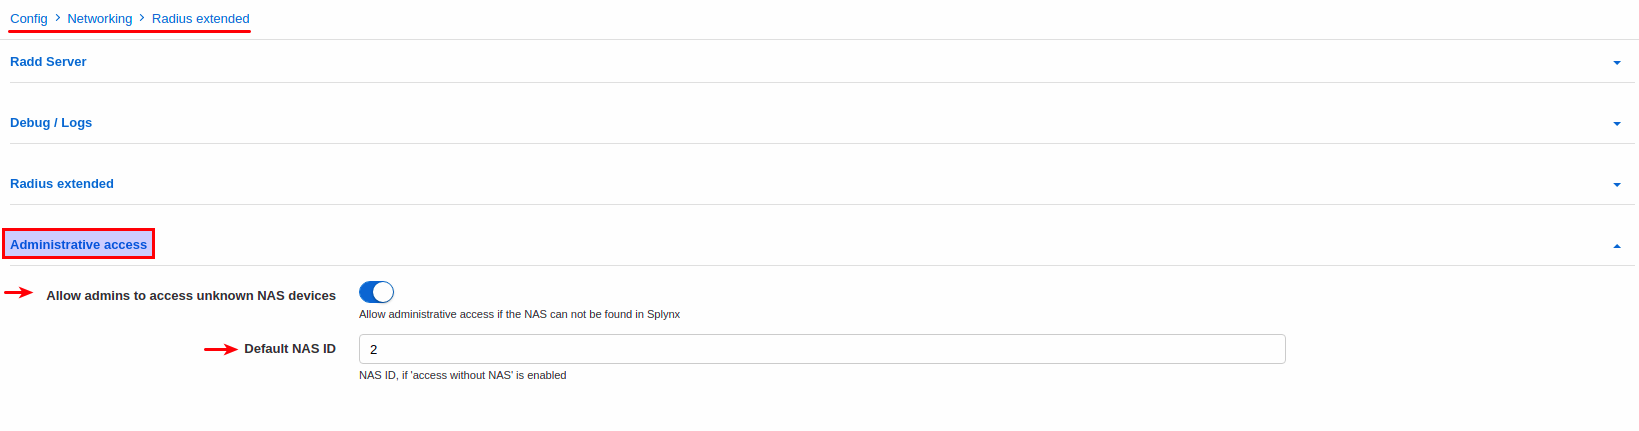 Config > Networking > Radius extended
Radd Server
Debug / Logs
Radius extended
Administrative access
Allow admins to access unknown NAS devices
Allow administrative access if the NAS can not be found in Splynx
Default NAS ID 2
NAS ID, if 'access without NAS' is enabled